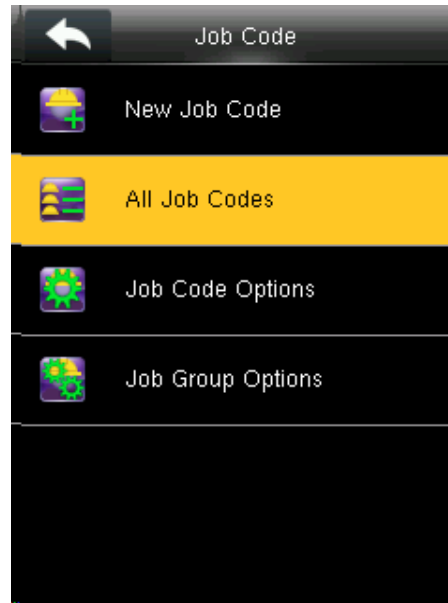 Job Code
New Job Code
All Job Codes
Job Code Options
Job Group Options